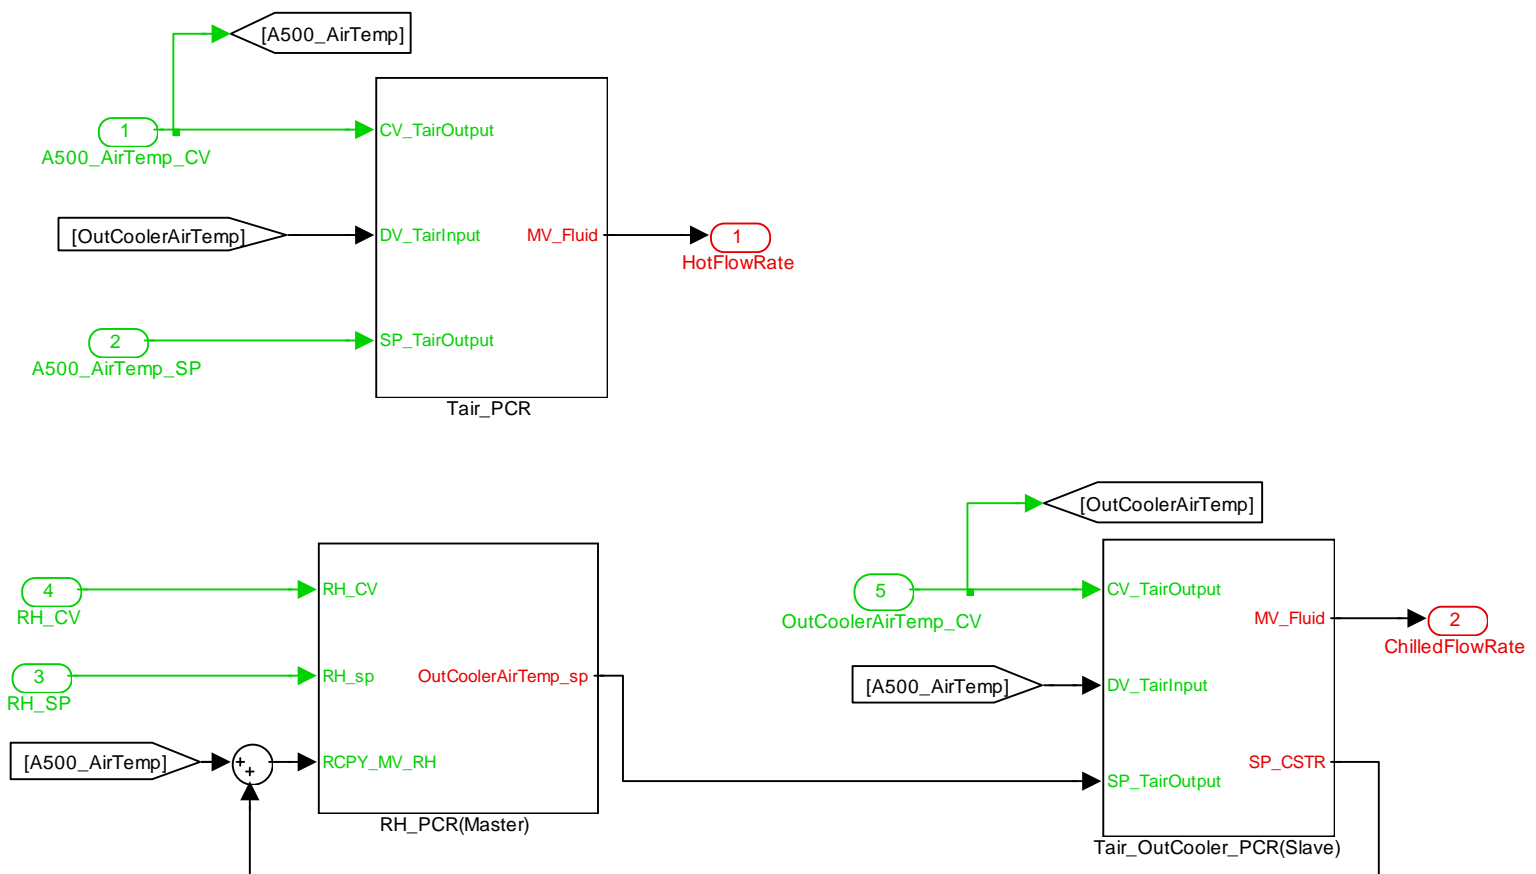 [A500_AirTemp]
1
A500_AirTemp_CV
CV_TairOutput
[OutCoolerAirTemp]
DV_TairInput
MV_Fluid
1
HotFlowRate
2
A500_AirTemp_SP
SP_TairOutput
Tair_PCR
[OutCoolerAirTemp]
4
RH_CV
RH_CV
5
OutCoolerAirTemp_CV
CV_TairOutput
MV_Fluid
2
ChilledFlowRate
3
RH_SP
RH_sp
OutCoolerAirTemp_sp
[A500_AirTemp]
DV_TairInput
[A500_AirTemp]
+
+
RCPY_MV_RH
SP_CSTR
SP_TairOutput
RH_PCR(Master)
Tair_OutCooler_PCR(Slave)